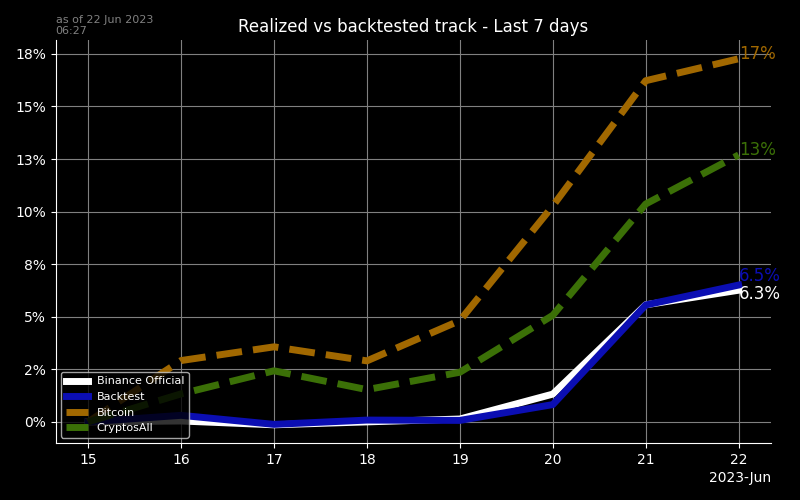 as of 22 Jun 2023
06:27
Realized vs backtested track - Last 7 days
18%
15%
13%
10%
8%
5%
2%
0%
17%
13%
6.5%
6.3%
Binance Official
Backtest
Bitcoin
CryptosAll
15 16 17 18 19 20 21 22
2023-Jun